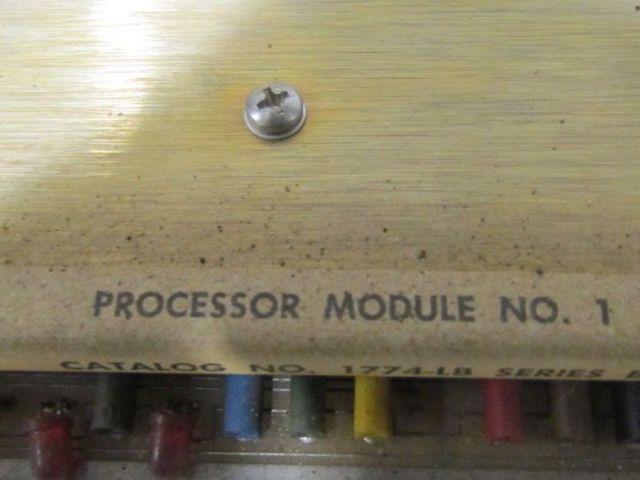 PROCESSOR MODULE NO. 1
CATALOG NO. 1774-LB SERIES